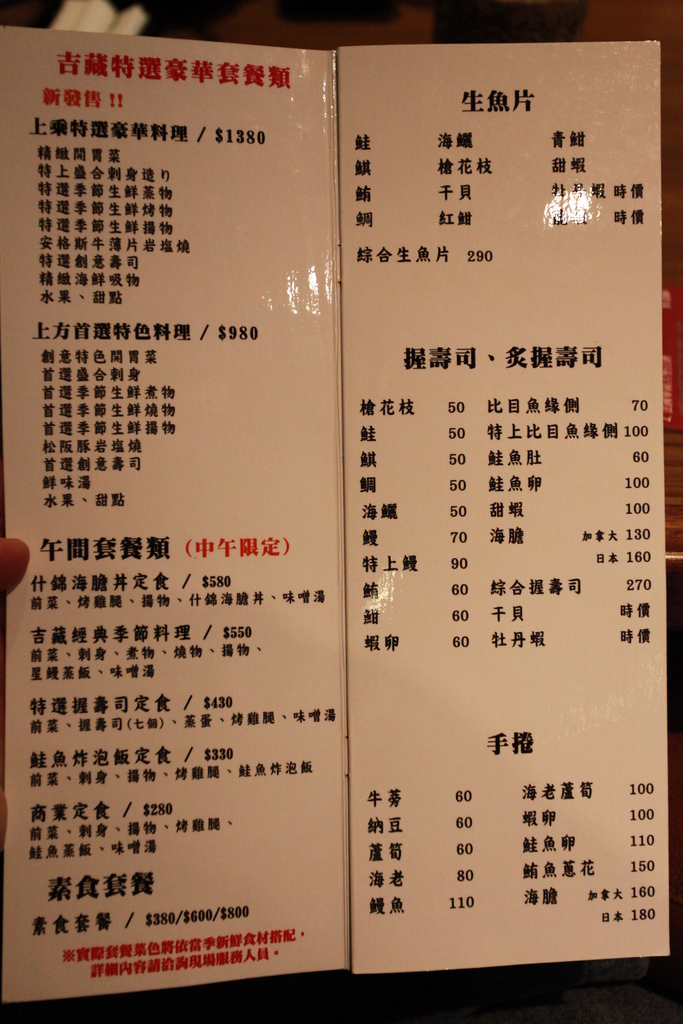 吉藏特選豪華套餐類
新發售 !!
上乘特選豪華料理 / $1380
精緻開胃菜
特上盛合刺身造り
特選季節生鮮蒸物
特選季節生鮮烤物
特選季節生鮮揚物
安格斯牛薄片岩塩燒
特選創意壽司
精緻海鮮吸物
水果、甜點
上方首選特色料理 / $980
創意特色開胃菜
首選盛合刺身
首選季節生鮮煮物
首選季節生鮮燒物
首選季節生鮮揚物
松阪豚岩塩燒
首選創意壽司
鮮味湯
水果、甜點
午間套餐類 (中午限定)
什錦海膽丼定食 / $580
前菜、烤雞腿、揚物、什錦海膽丼、味噌湯
吉藏經典季節料理 / $550
前菜、刺身、煮物、燒物、揚物、
星鰻蒸飯、味噌湯
特選握壽司定食 / $430
前菜、握壽司(七個)、蒸蛋、烤雞腿、味噌湯
鮭魚炸泡飯定食 / $330
前菜、刺身、揚物、烤雞腿、鮭魚炸泡飯
商業定食 / $280
前菜、刺身、揚物、烤雞腿、
鮭魚蒸飯、味噌湯
素食套餐
素食套餐 / $380/$600/$800
※實際套餐菜色將依當季新鮮食材搭配，
詳細內容請洽詢現場服務人員。
生魚片
鮭 海鱺 青魽
鯕 槍花枝 甜蝦
鮪 干貝 牡丹蝦 時價
鯛 紅魽 時價
綜合生魚片 290
握壽司、炙握壽司
槍花枝 50 比目魚緣側 70
鮭 50 特上比目魚緣側 100
鯕 50 鮭魚肚 60
鯛 50 鮭魚卵 100
海鱺 50 甜蝦 100
鰻 70 海膽 加拿大 130
特上鰻 90 日本 160
鮪 60 綜合握壽司 270
魽 60 干貝 時價
蝦卵 60 牡丹蝦 時價
手捲
牛蒡 60 海老蘆筍 100
納豆 60 蝦卵 100
蘆筍 60 鮭魚卵 110
海老 80 鮪魚蔥花 150
鰻魚 110 海膽 加拿大 160
日本 180